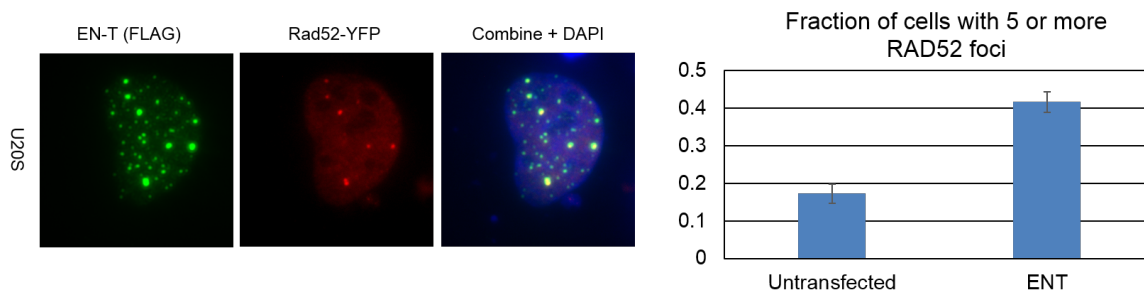 EN-T (FLAG)
Rad52-YFP
Combine + DAPI
U20S
Fraction of cells with 5 or more
RAD52 foci
0.5
0.4
0.3
0.2
0.1
0
Untransfected
ENT